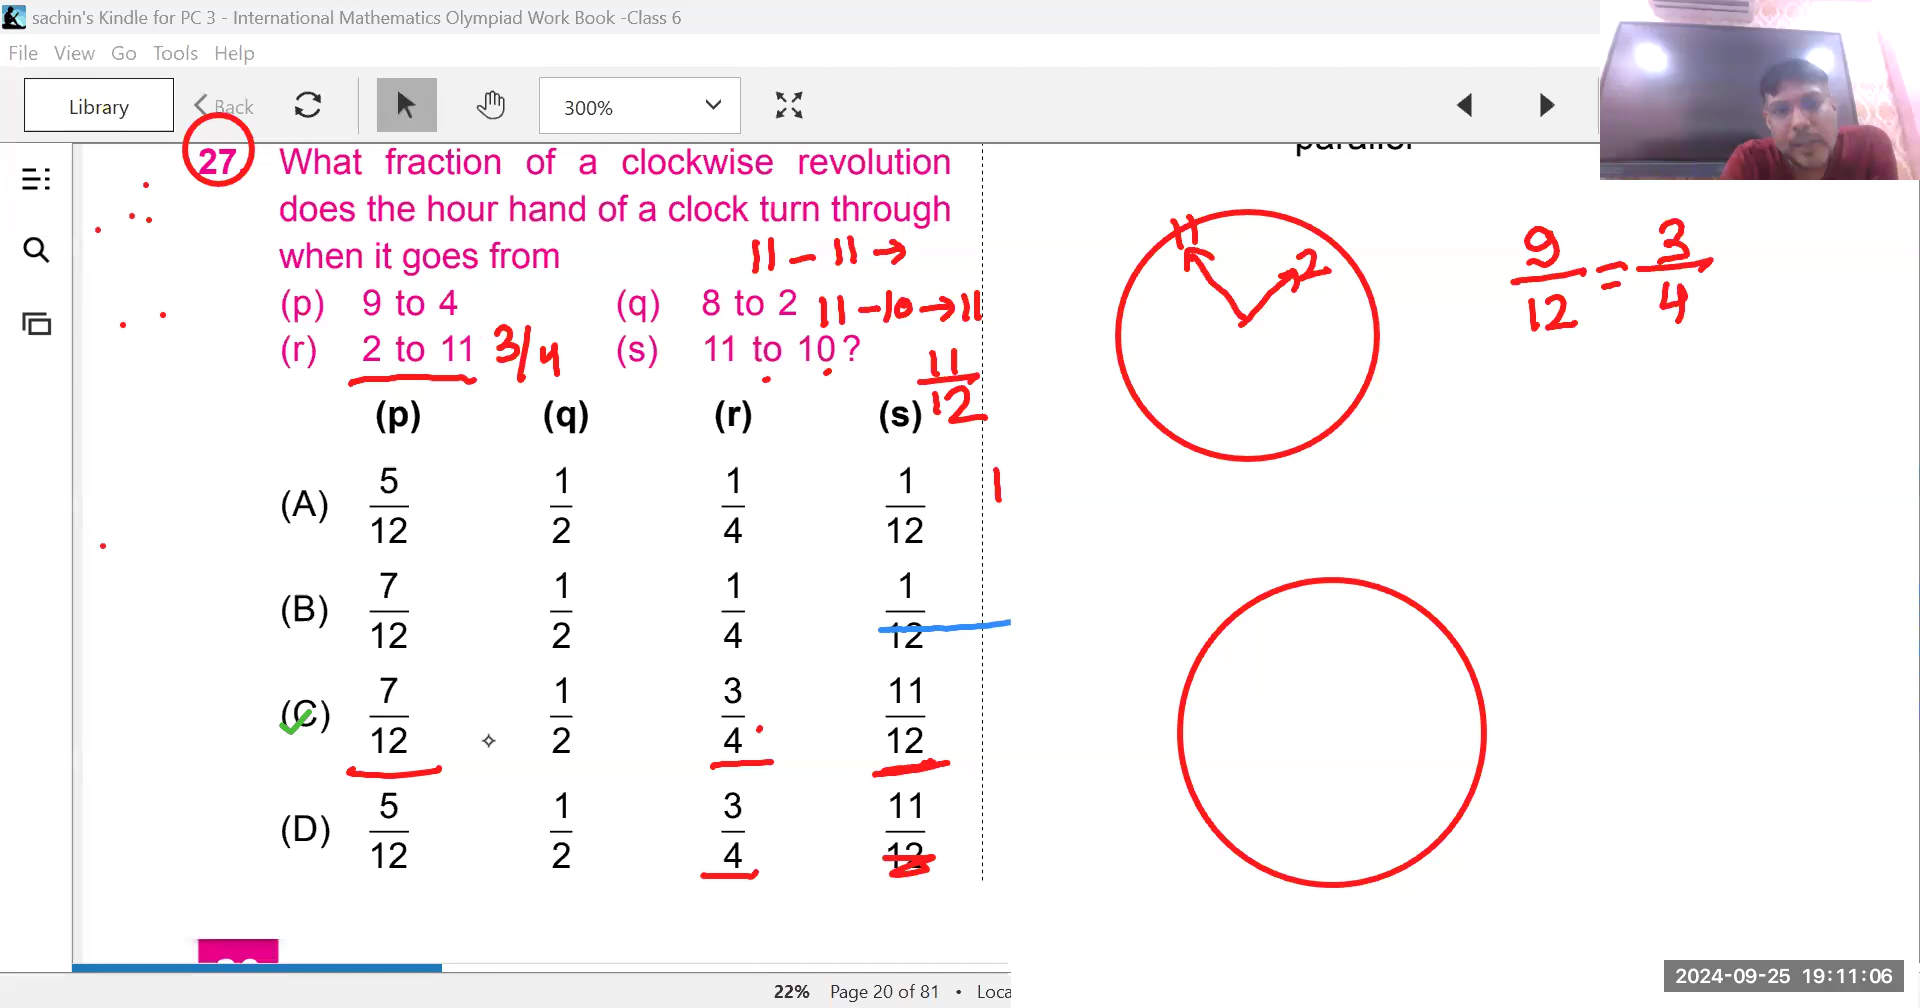 sachin's Kindle for PC 3 - International Mathematics Olympiad Work Book -Class 6
File View Go Tools Help
Library Back 300%
27. What fraction of a clockwise revolution
does the hour hand of a clock turn through
when it goes from 11 - 11 →
(p) 9 to 4 (q) 8 to 2 11 - 10 → 11
(r) 2 to 11 3/4 (s) 11 to 10? 11/12
(p) (q) (r) (s)
(A) 5/12 1/2 1/4 1/12 1
(B) 7/12 1/2 1/4 1/12
(C) 7/12 1/2 3/4 11/12
(D) 5/12 1/2 3/4 11/12
11 2
9/12 = 3/4
22% Page 20 of 81 • Loca
2024-09-25 19:11:06